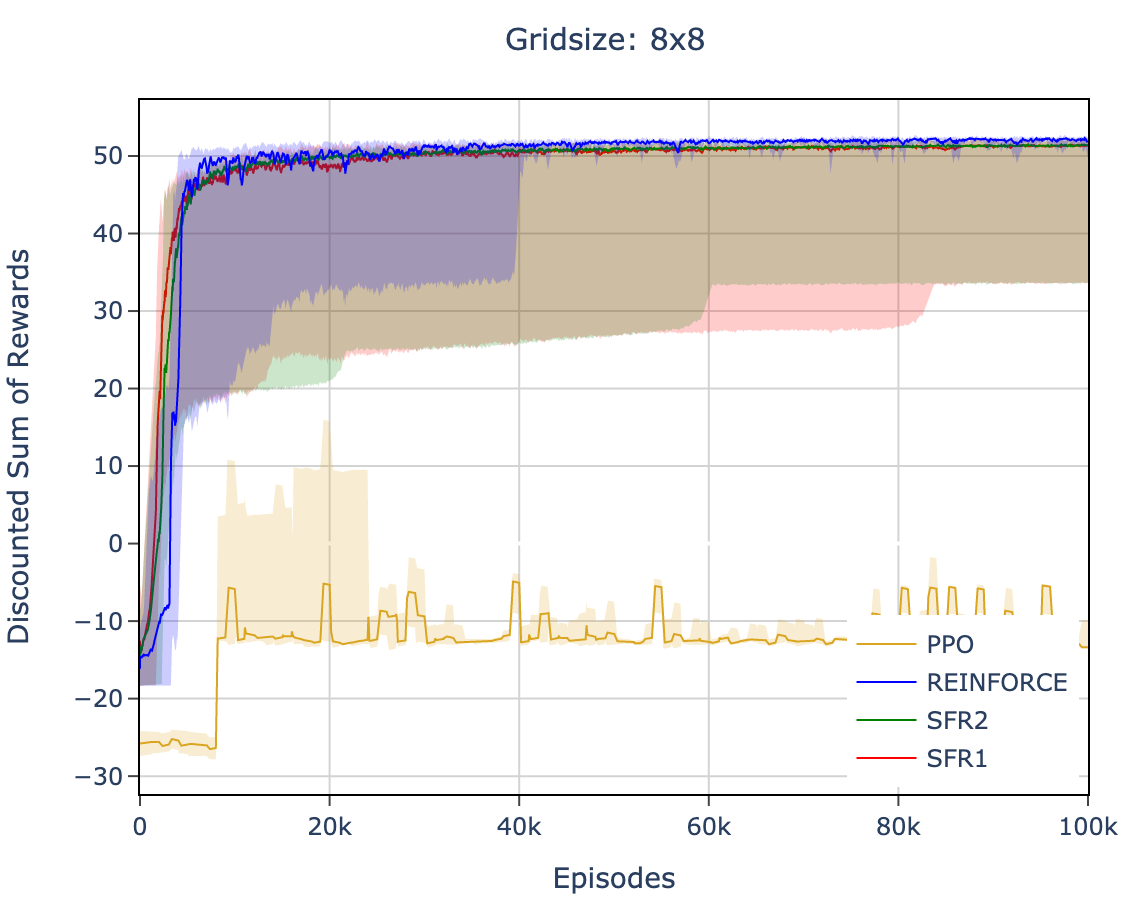 Gridsize: 8x8
Discounted Sum of Rewards
50
40
30
20
10
0
−10
−20
−30
PPO
REINFORCE
SFR2
SFR1
0
20k
40k
60k
80k
100k
Episodes